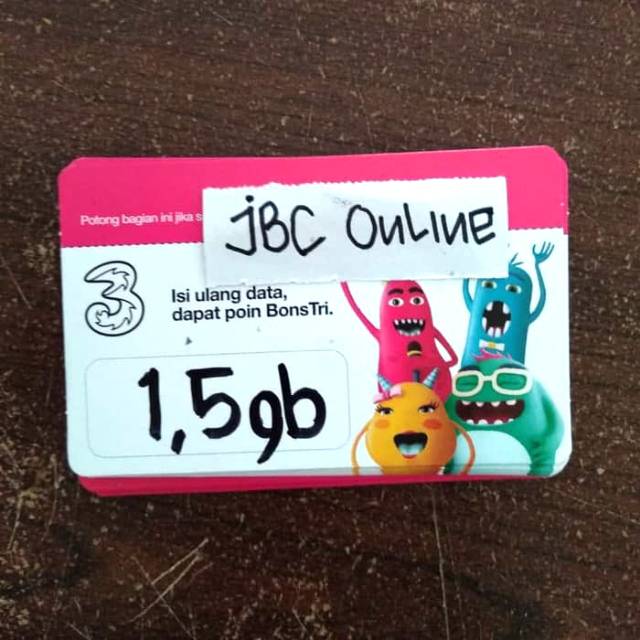 Potong bagian ini jika s
jBC Online
3
Isi ulang data,
dapat poin BonsTri.
1,5gb